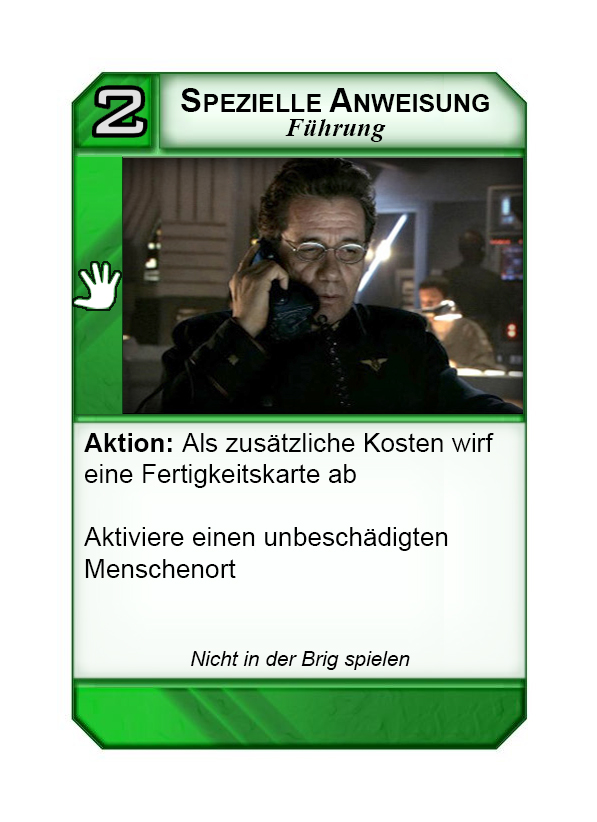 2
SPEZIELLE ANWEISUNG
Führung
Aktion: Als zusätzliche Kosten wirf
eine Fertigkeitskarte ab
Aktiviere einen unbeschädigten
Menschenort
Nicht in der Brig spielen